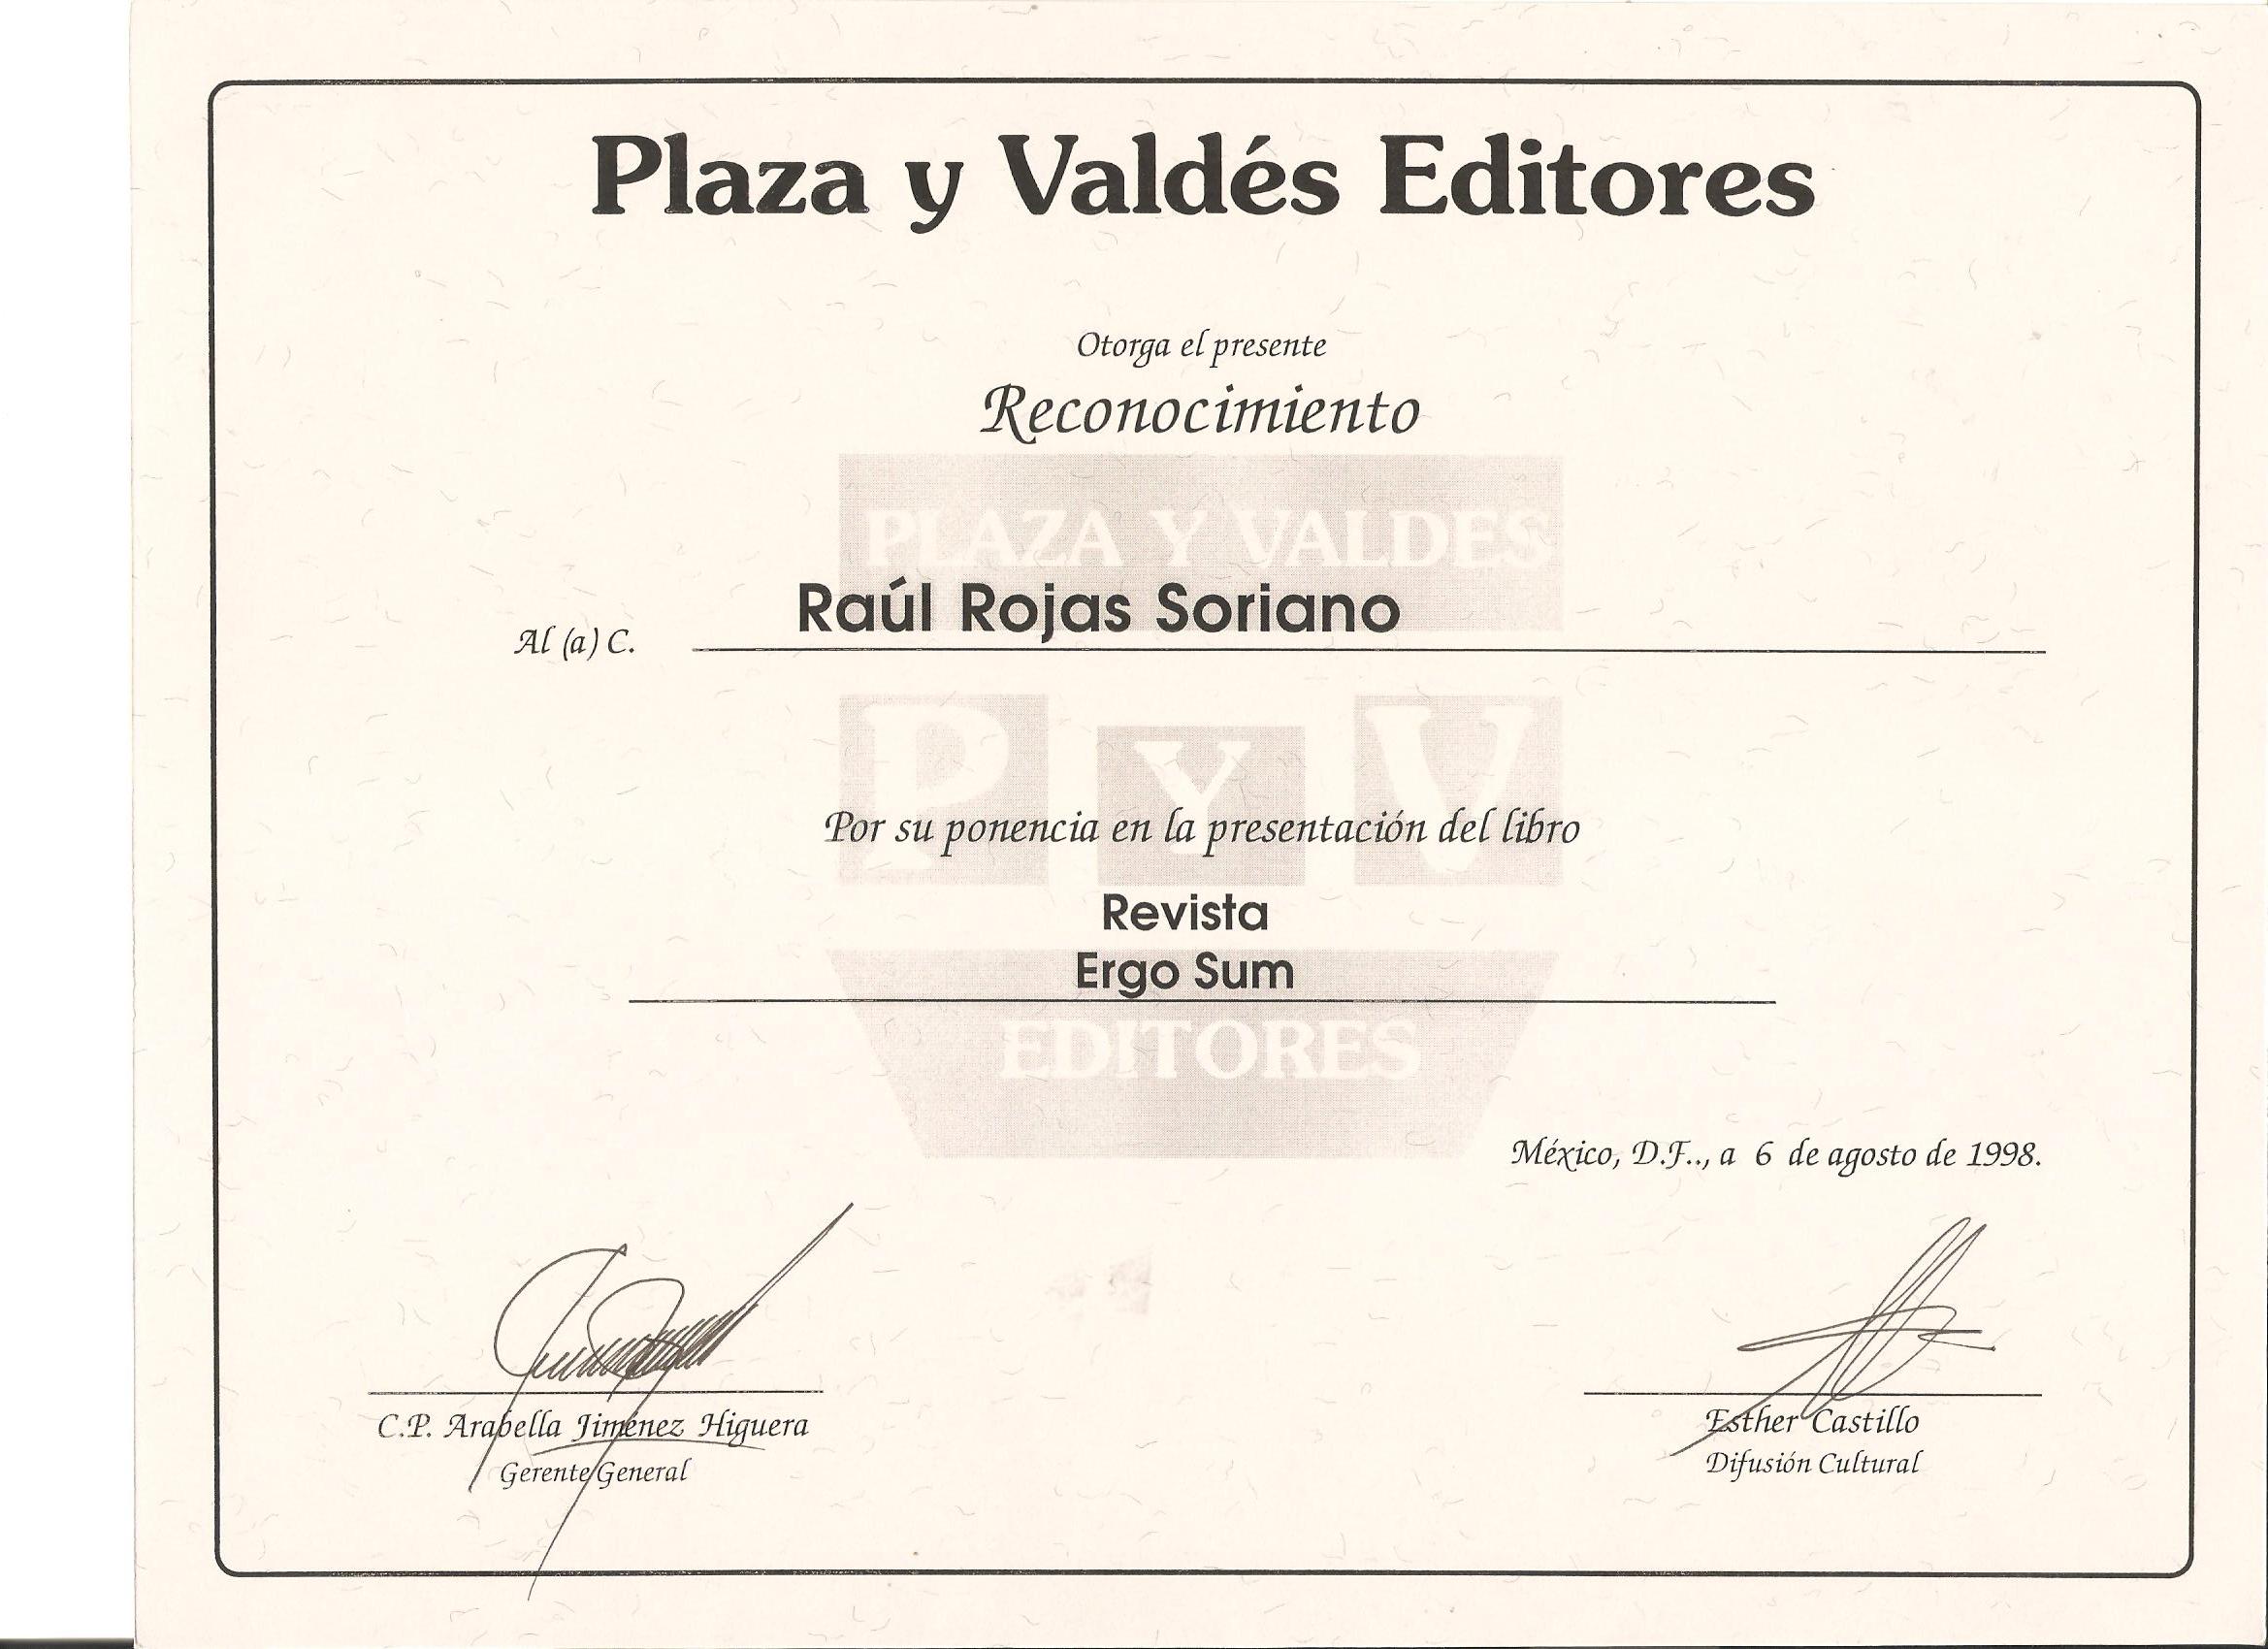 Plaza y Valdés Editores
Otorga el presente
Reconocimiento
PLAZA Y VALDES
Al (a) C. Raúl Rojas Soriano
P Y V
Por su ponencia en la presentación del libro
Revista
Ergo Sum
EDITORES
México, D.F.., a 6 de agosto de 1998.
C.P. Arabella Jiménez Higuera
Gerente General
Esther Castillo
Difusión Cultural